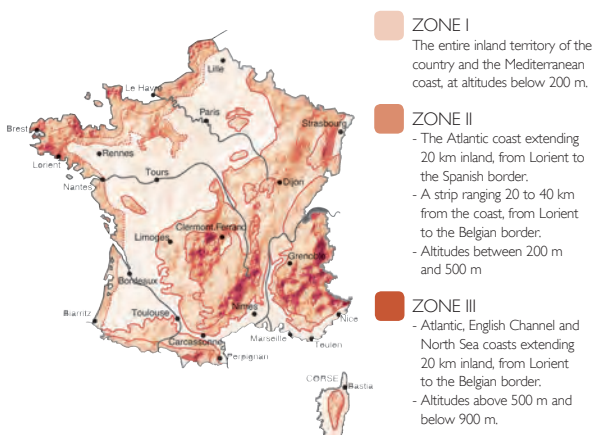 Lille
Le Havre
Paris
Brest
Strasbourg
Rennes
Lorient
Tours
Nantes
Dijon
Clermont.Ferrand
Limoges
Grenoble
Bordeaux
Biarritz
Toulouse
Nimes
Nice
Marseille
Toulen
Carcassonne
Perpignan
CORSE
Bastia
ZONE I
The entire inland territory of the
country and the Mediterranean
coast, at altitudes below 200 m.
ZONE II
- The Atlantic coast extending
20 km inland, from Lorient to
the Spanish border.
- A strip ranging 20 to 40 km
from the coast, from Lorient
to the Belgian border.
- Altitudes between 200 m
and 500 m
ZONE III
- Atlantic, English Channel and
North Sea coasts extending
20 km inland, from Lorient
to the Belgian border.
- Altitudes above 500 m and
below 900 m.